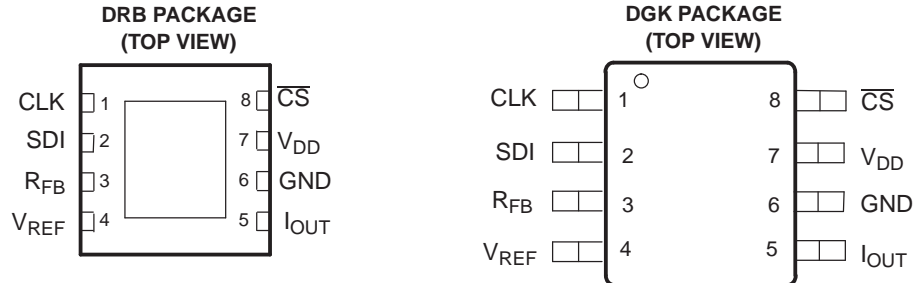 DRB PACKAGE
(TOP VIEW)
CLK 1 8 CS
SDI 2 7 VDD
RFB 3 6 GND
VREF 4 5 IOUT
DGK PACKAGE
(TOP VIEW)
CLK 1 8 CS
SDI 2 7 VDD
RFB 3 6 GND
VREF 4 5 IOUT